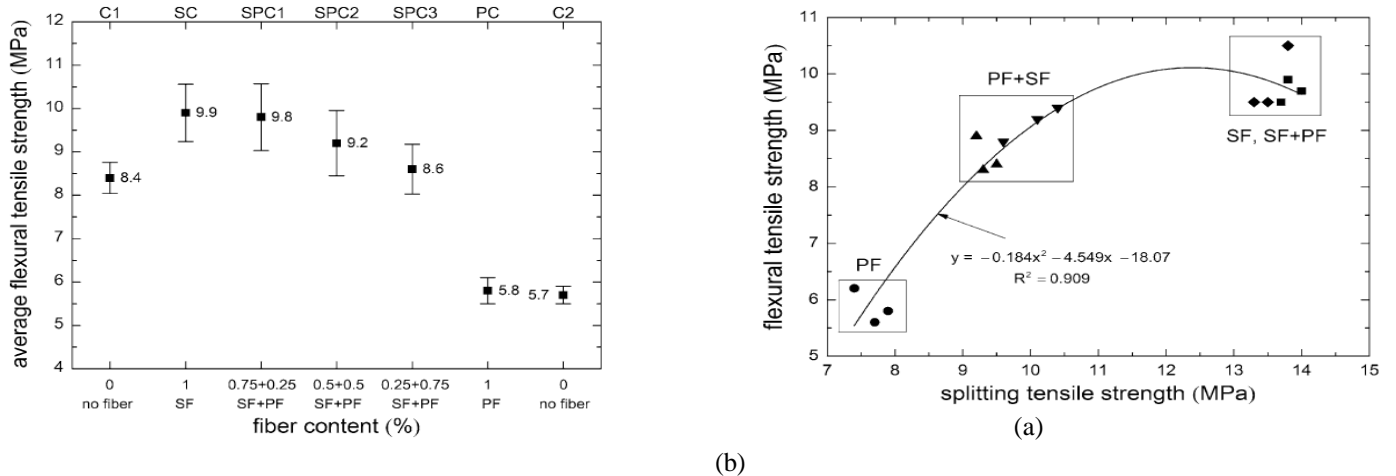 C1 SC SPC1 SPC2 SPC3 PC C2
average flexural tensile strength (MPa)
12
11
10
9
8
7
6
5
4
8.4
9.9
9.8
9.2
8.6
5.8
5.7
0 1 0.75+0.25 0.5+0.5 0.25+0.75 1 0
no fiber SF SF+PF SF+PF SF+PF PF no fiber
fiber content (%)
flexural tensile strength (MPa)
11
10
9
8
7
6
5
PF+SF
SF, SF+PF
PF
y = −0.184x² − 4.549x − 18.07
R² = 0.909
7 8 9 10 11 12 13 14 15
splitting tensile strength (MPa)
(a)
(b)